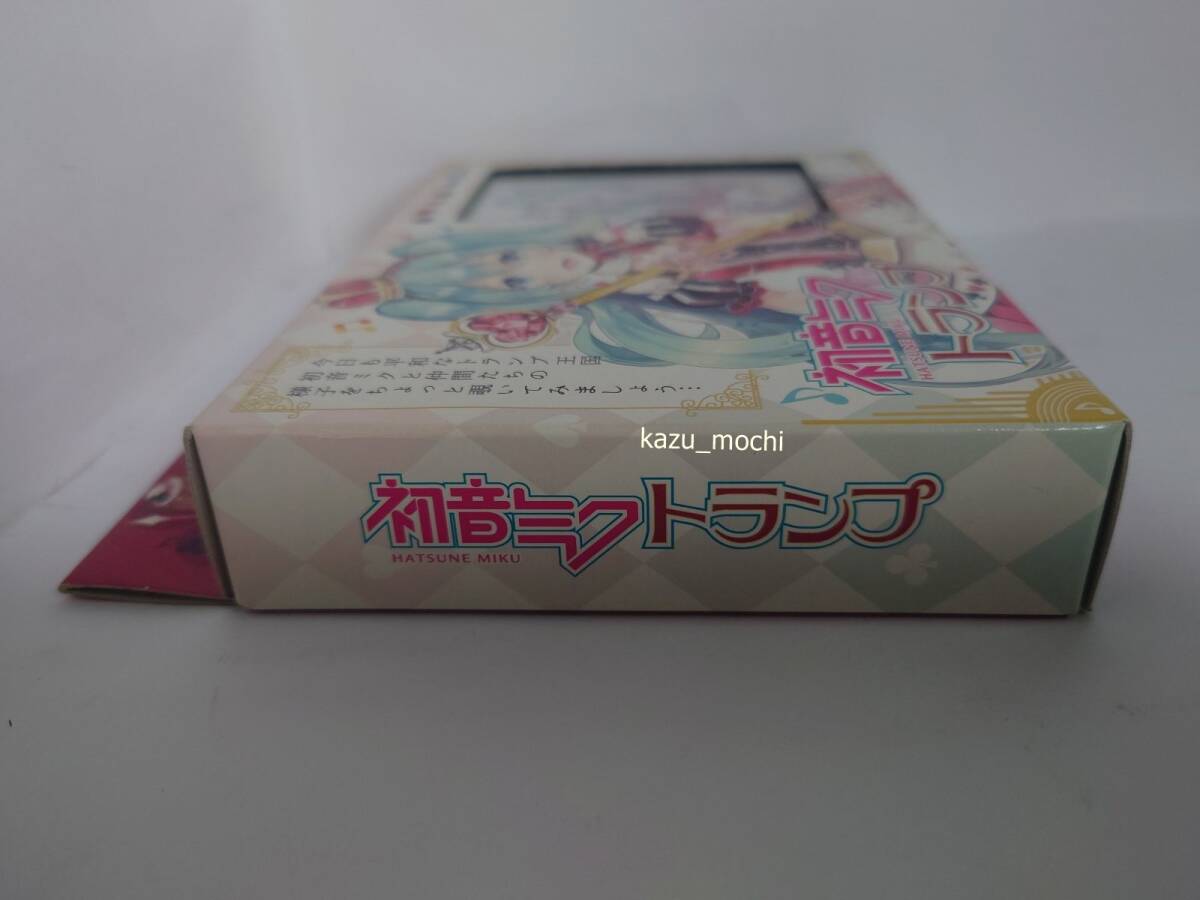 今日も平和なトランプ王国
初音ミクと仲間たちの
様子をちょっと覗いてみましょう…
初音ミク
HATSUNE MIKU
トランプ
kazu_mochi
初音ミクトランプ
HATSUNE MIKU